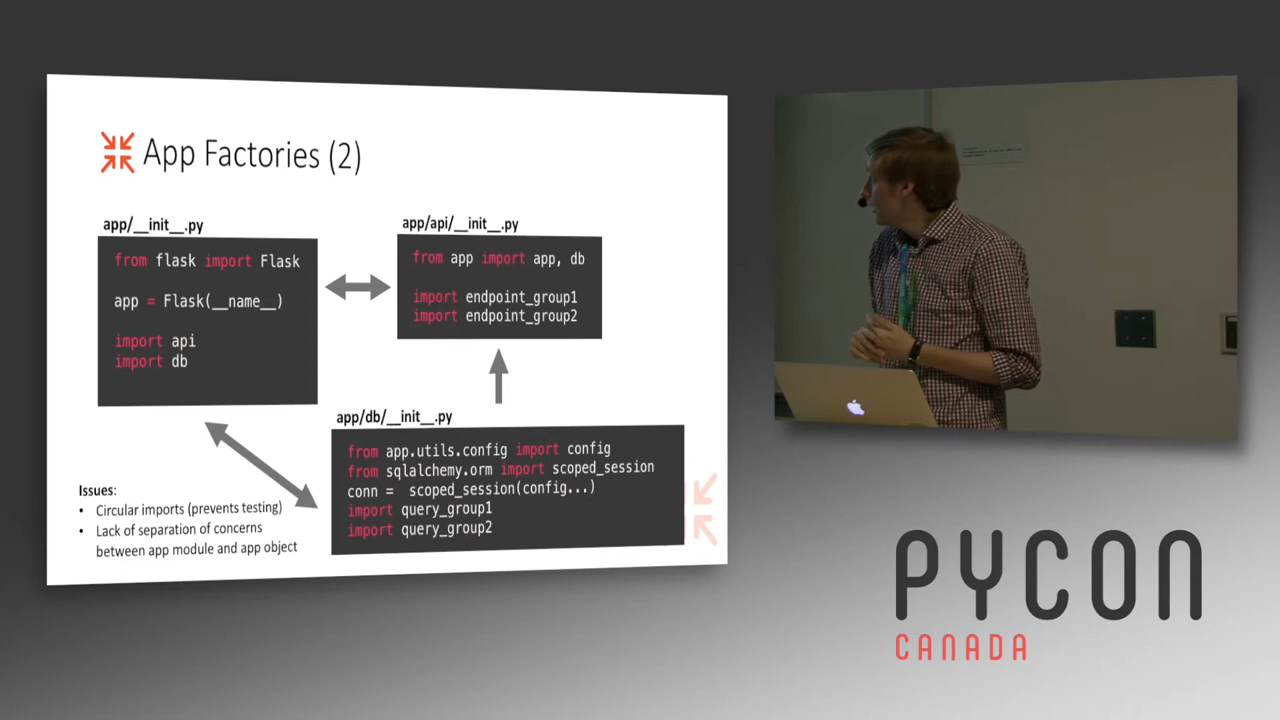 App Factories (2)
app/__init__.py
from flask import Flask
app = Flask(__name__)
import api
import db
app/api/__init__.py
from app import app, db
import endpoint_group1
import endpoint_group2
app/db/__init__.py
from app.utils.config import config
from sqlalchemy.orm import scoped_session
conn = scoped_session(config...)
import query_group1
import query_group2
Issues:
• Circular imports (prevents testing)
• Lack of separation of concerns
between app module and app object
PYCON
CANADA